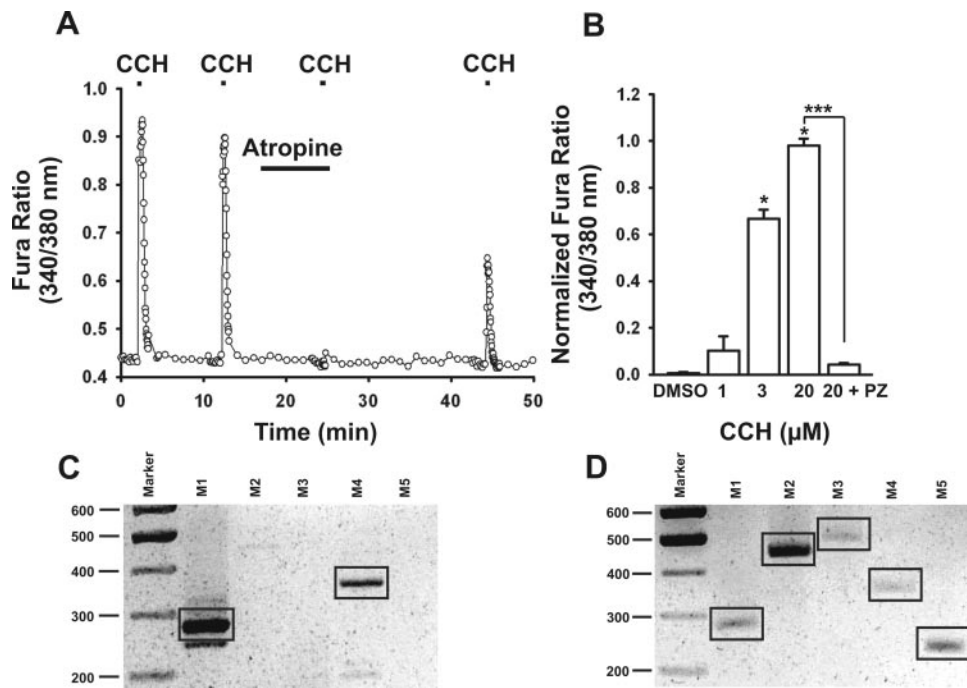 A
CCH CCH CCH CCH
Atropine
Fura Ratio
(340/380 nm)
1.0
0.9
0.8
0.7
0.6
0.5
0.4
0 10 20 30 40 50
Time (min)
B
Normalized Fura Ratio
(340/380 nm)
1.2
1.0
0.8
0.6
0.4
0.2
0.0
***
*
*
DMSO 1 3 20 20 + PZ
CCH (µM)
C
Marker M1 M2 M3 M4 M5
600
500
400
300
200
D
Marker M1 M2 M3 M4 M5
600
500
400
300
200